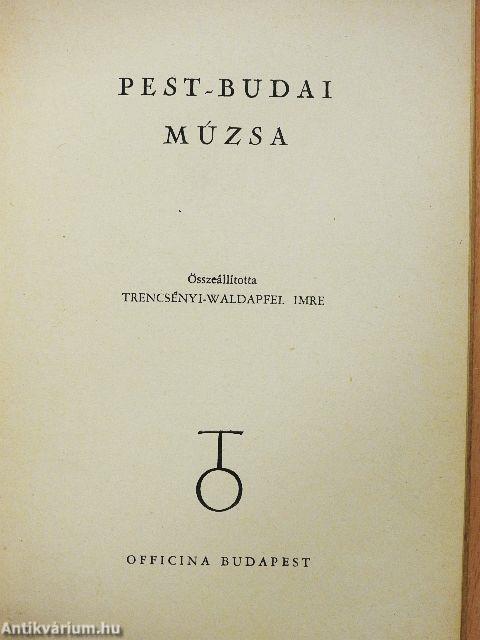 PEST-BUDAI
MÚZSA
Összeállította
TRENCSÉNYI-WALDAPFEL IMRE
OFFICINA BUDAPEST
Antikvárium.hu